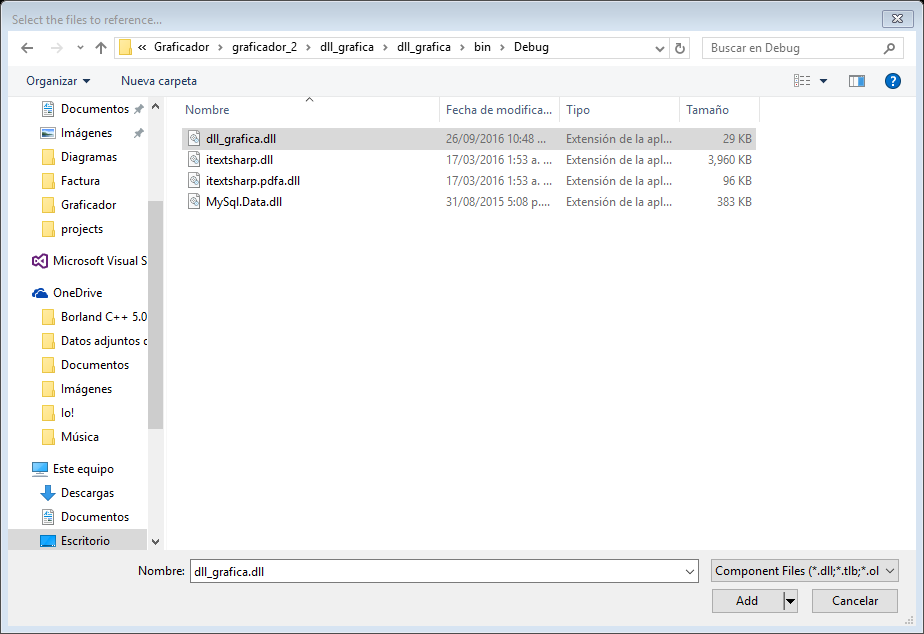 Select the files to reference...
« Graficador › graficador_2 › dll_grafica › dll_grafica › bin › Debug
Buscar en Debug
Organizar
Nueva carpeta
?
Documentos
Imágenes
Diagramas
Factura
Graficador
projects
Microsoft Visual S
OneDrive
Borland C++ 5.0
Datos adjuntos d
Documentos
Imágenes
Io!
Música
Este equipo
Descargas
Documentos
Escritorio
Nombre Fecha de modifica... Tipo Tamaño
dll_grafica.dll 26/09/2016 10:48 ... Extensión de la apl... 29 KB
itextsharp.dll 17/03/2016 1:53 a. ... Extensión de la apl... 3,960 KB
itextsharp.pdfa.dll 17/03/2016 1:53 a. ... Extensión de la apl... 96 KB
MySql.Data.dll 31/08/2015 5:08 p.... Extensión de la apl... 383 KB
Nombre: dll_grafica.dll
Component Files (*.dll;*.tlb;*.ol
Add
Cancelar